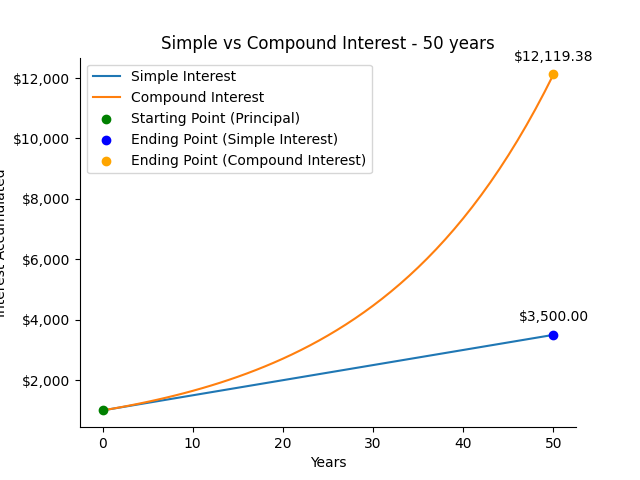 Simple vs Compound Interest - 50 years
$12,119.38
Simple Interest
Compound Interest
Starting Point (Principal)
Ending Point (Simple Interest)
Ending Point (Compound Interest)
$12,000
$10,000
$8,000
$6,000
$4,000
$2,000
Interest Accumulated
$3,500.00
0 10 20 30 40 50
Years